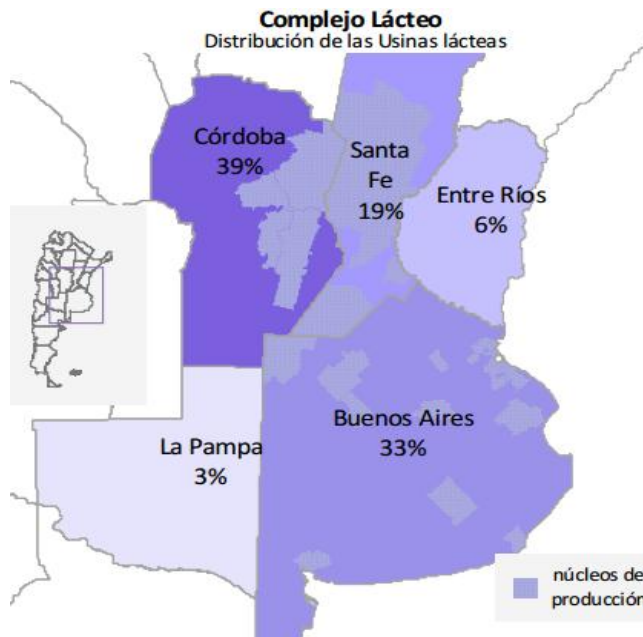 Complejo Lácteo
Distribución de las Usinas lácteas
Córdoba
39%
Santa
Fe
19%
Entre Ríos
6%
La Pampa
3%
Buenos Aires
33%
núcleos de
producción